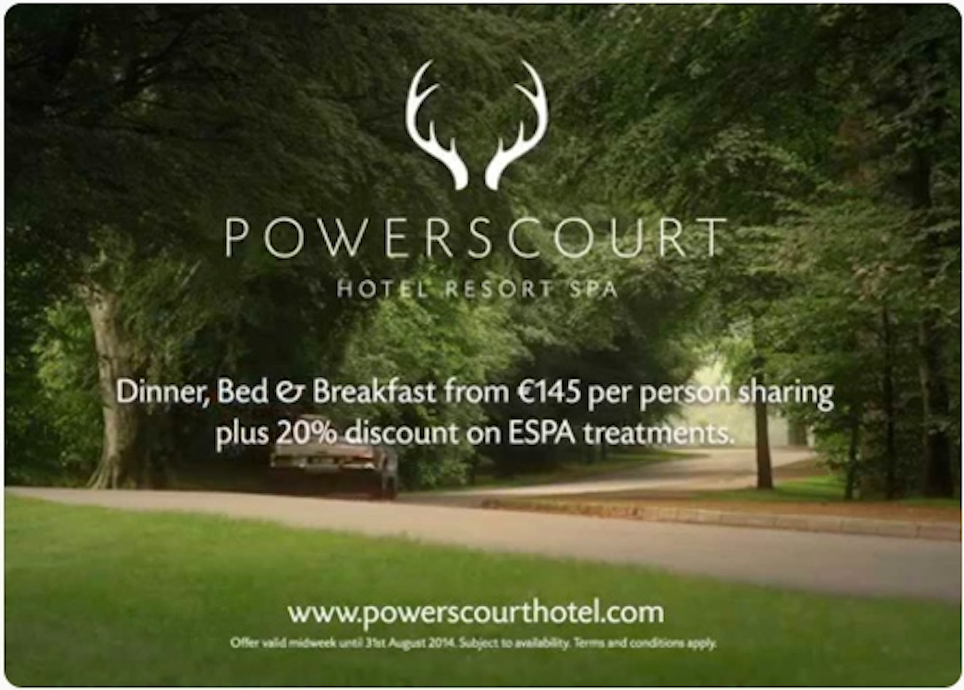 POWERSCOURT
HOTEL RESORT SPA
Dinner, Bed & Breakfast from €145 per person sharing
plus 20% discount on ESPA treatments.
www.powerscourthotel.com
Offer valid midweek until 31st August 2014. Subject to availability. Terms and conditions apply.